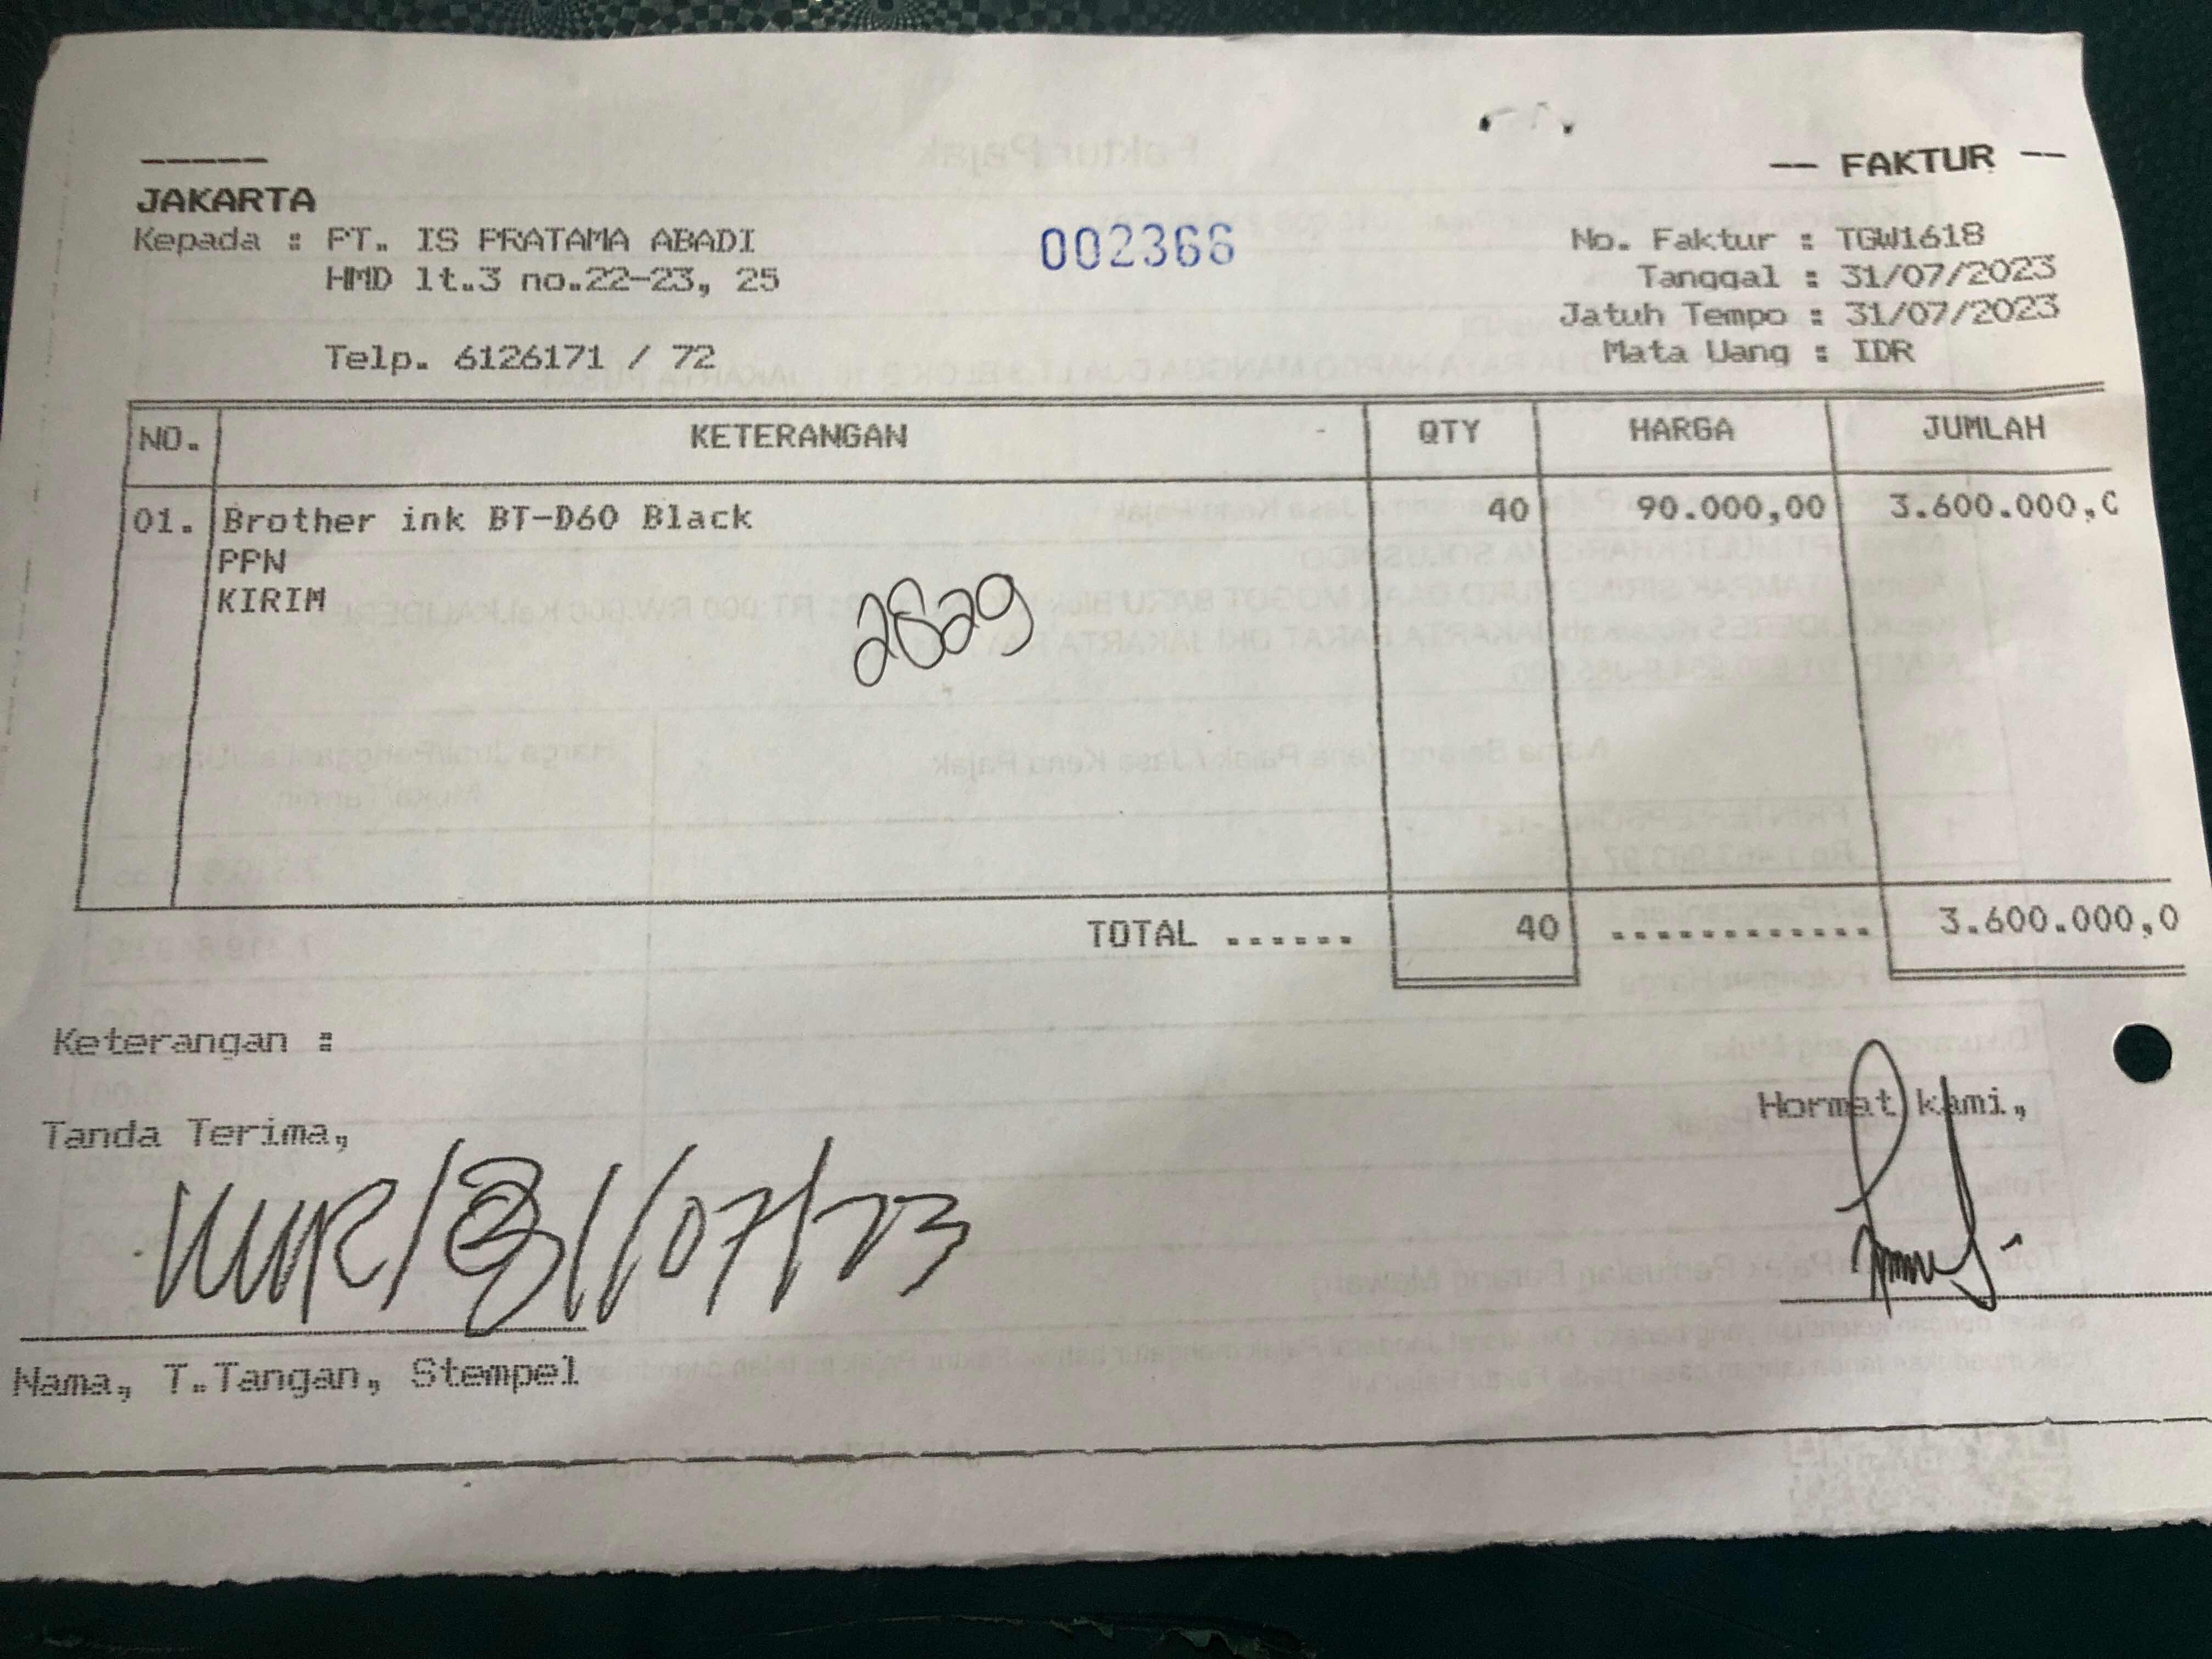 -----
JAKARTA
-- FAKTUR --
Kepada : PT. IS PRATAMA ABADI
HMD lt.3 no.22-23, 25
Telp. 6126171 / 72
002366
No. Faktur : TGW1618
Tanggal : 31/07/2023
Jatuh Tempo : 31/07/2023
Mata Uang : IDR
NO. KETERANGAN QTY HARGA JUMLAH
01. Brother ink BT-D60 Black 40 90.000,00 3.600.000,0
PPN
KIRIM
2829
TOTAL ...... 40 ............ 3.600.000,0
Keterangan :
Tanda Terima,
Hormat kami,
31/07/23
Nama, T.Tangan, Stempel